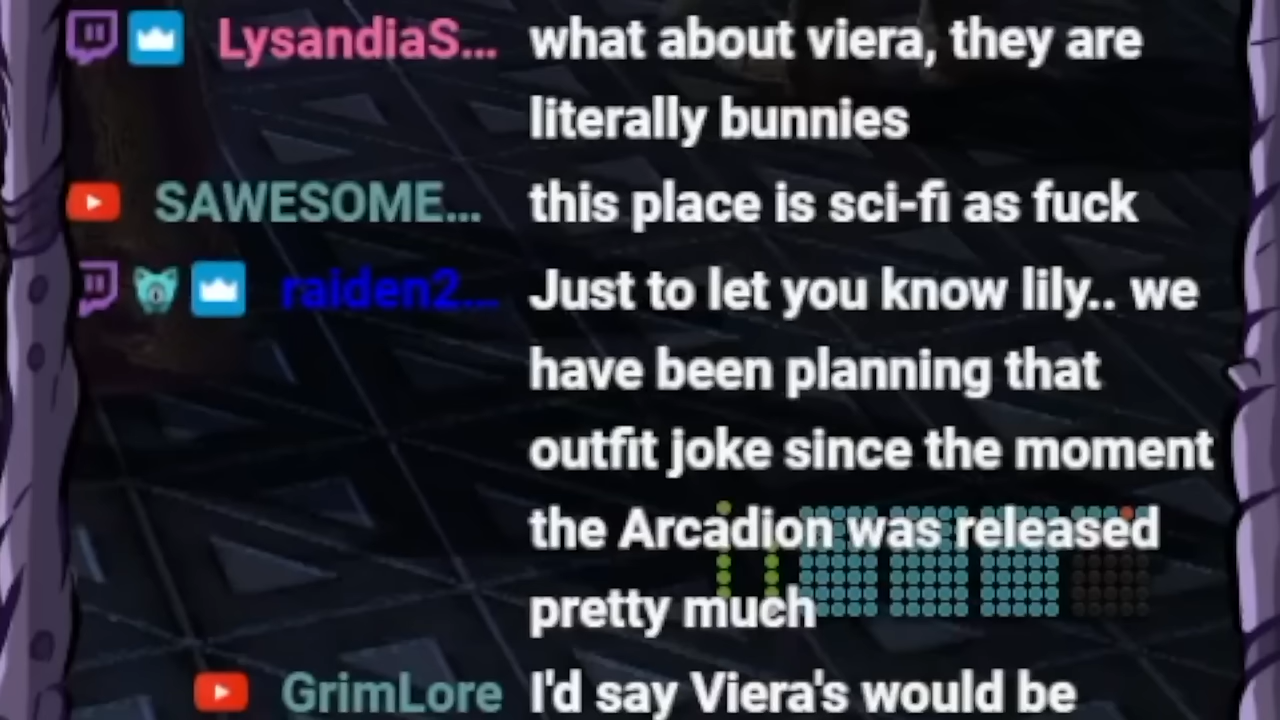 LysandiaS... what about viera, they are
literally bunnies
SAWESOME... this place is sci-fi as fuck
raiden2... Just to let you know lily.. we
have been planning that
outfit joke since the moment
the Arcadion was released
pretty much
GrimLore I'd say Viera's would be